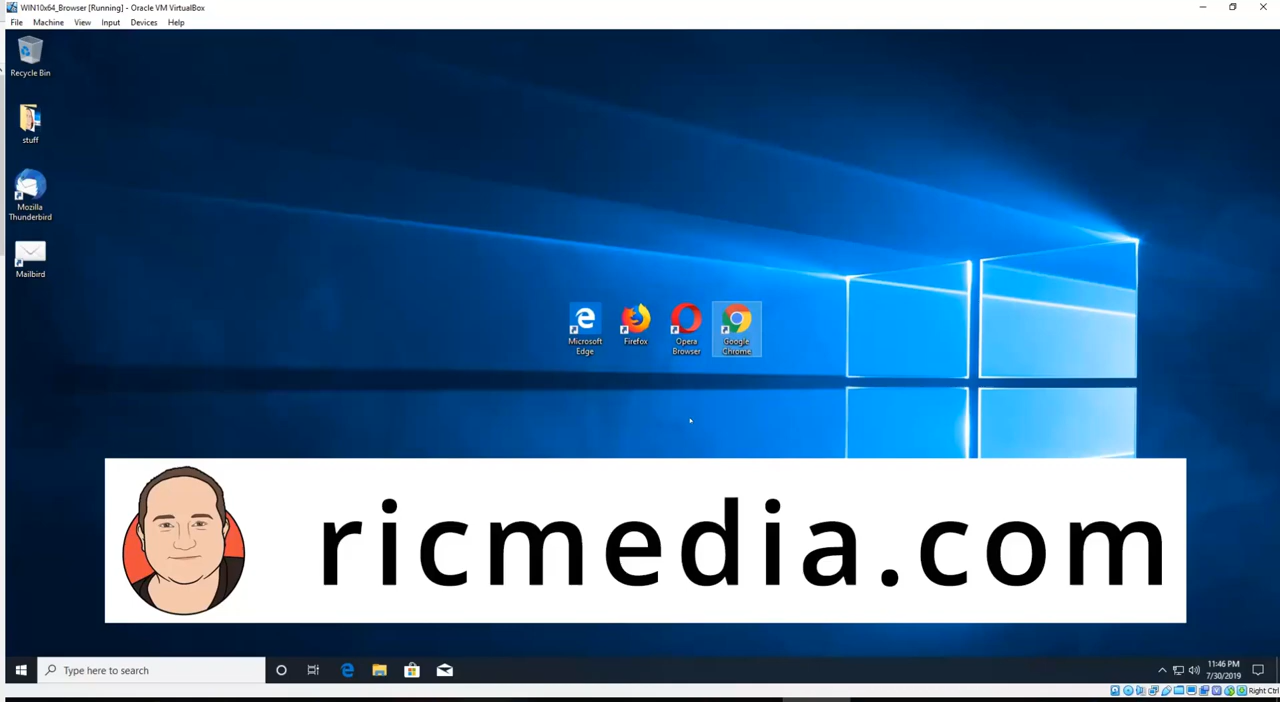 WIN10x64_Browser [Running] - Oracle VM VirtualBox
File Machine View Input Devices Help
Recycle Bin
stuff
Mozilla
Thunderbird
Mailbird
Microsoft
Edge
Firefox
Opera
Browser
Google
Chrome
ricmedia.com
Type here to search
11:46 PM
7/30/2019
Right Ctrl